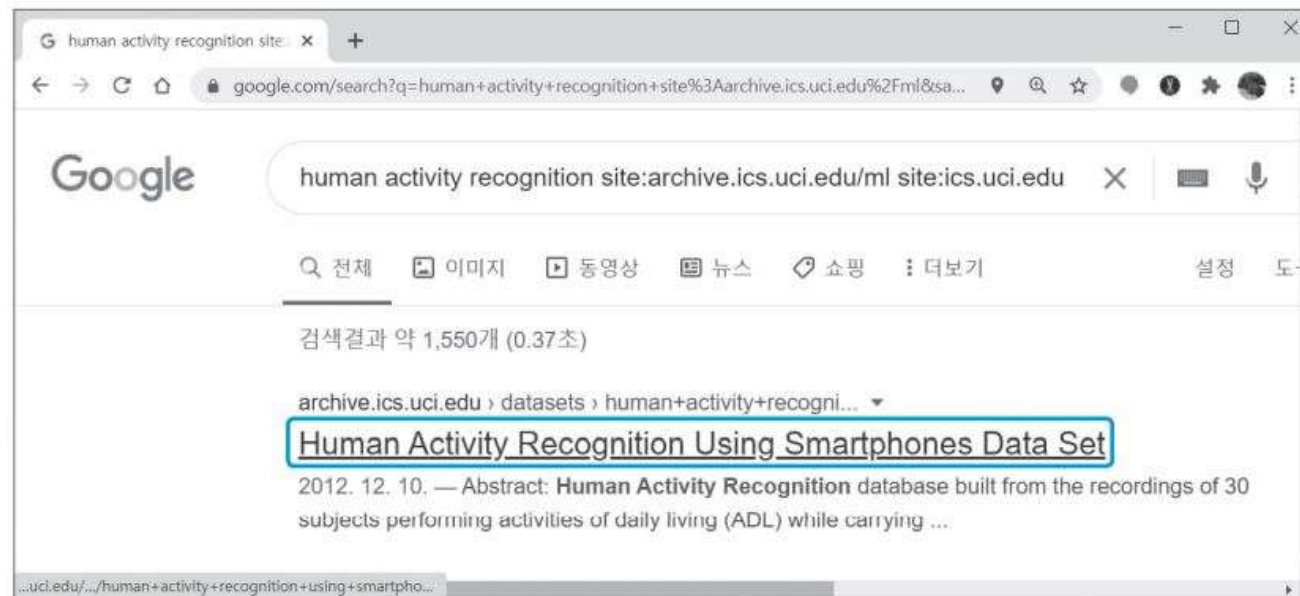 human activity recognition site:
google.com/search?q=human+activity+recognition+site%3Aarchive.ics.uci.edu%2Fml&sa...
Google
human activity recognition site:archive.ics.uci.edu/ml site:ics.uci.edu
전체 이미지 동영상 뉴스 쇼핑 더보기 설정
검색결과 약 1,550개 (0.37초)
archive.ics.uci.edu › datasets › human+activity+recogni...
Human Activity Recognition Using Smartphones Data Set
2012. 12. 10. — Abstract: Human Activity Recognition database built from the recordings of 30
subjects performing activities of daily living (ADL) while carrying ...
...uci.edu/.../human+activity+recognition+using+smartpho...